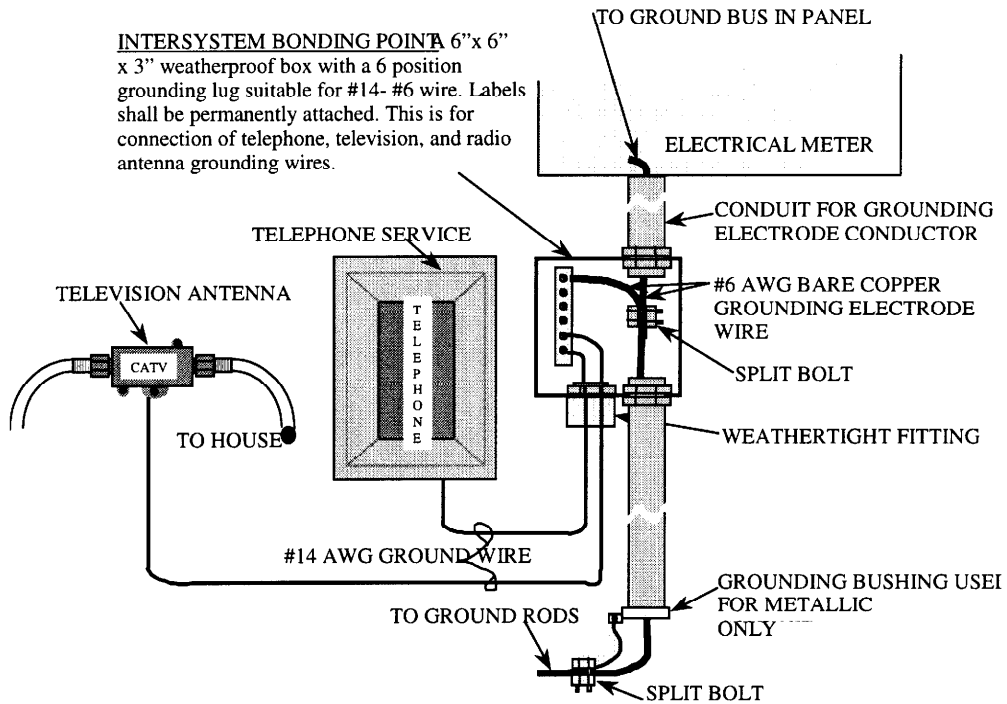 TO GROUND BUS IN PANEL
INTERSYSTEM BONDING POINT A 6”x 6”
x 3” weatherproof box with a 6 position
grounding lug suitable for #14- #6 wire. Labels
shall be permanently attached. This is for
connection of telephone, television, and radio
antenna grounding wires.
ELECTRICAL METER
CONDUIT FOR GROUNDING
ELECTRODE CONDUCTOR
TELEPHONE SERVICE
#6 AWG BARE COPPER
GROUNDING ELECTRODE
WIRE
TELEVISION ANTENNA
TELEPHONE
CATV
SPLIT BOLT
TO HOUSE
WEATHERTIGHT FITTING
#14 AWG GROUND WIRE
GROUNDING BUSHING USED
FOR METALLIC
ONLY
TO GROUND RODS
SPLIT BOLT